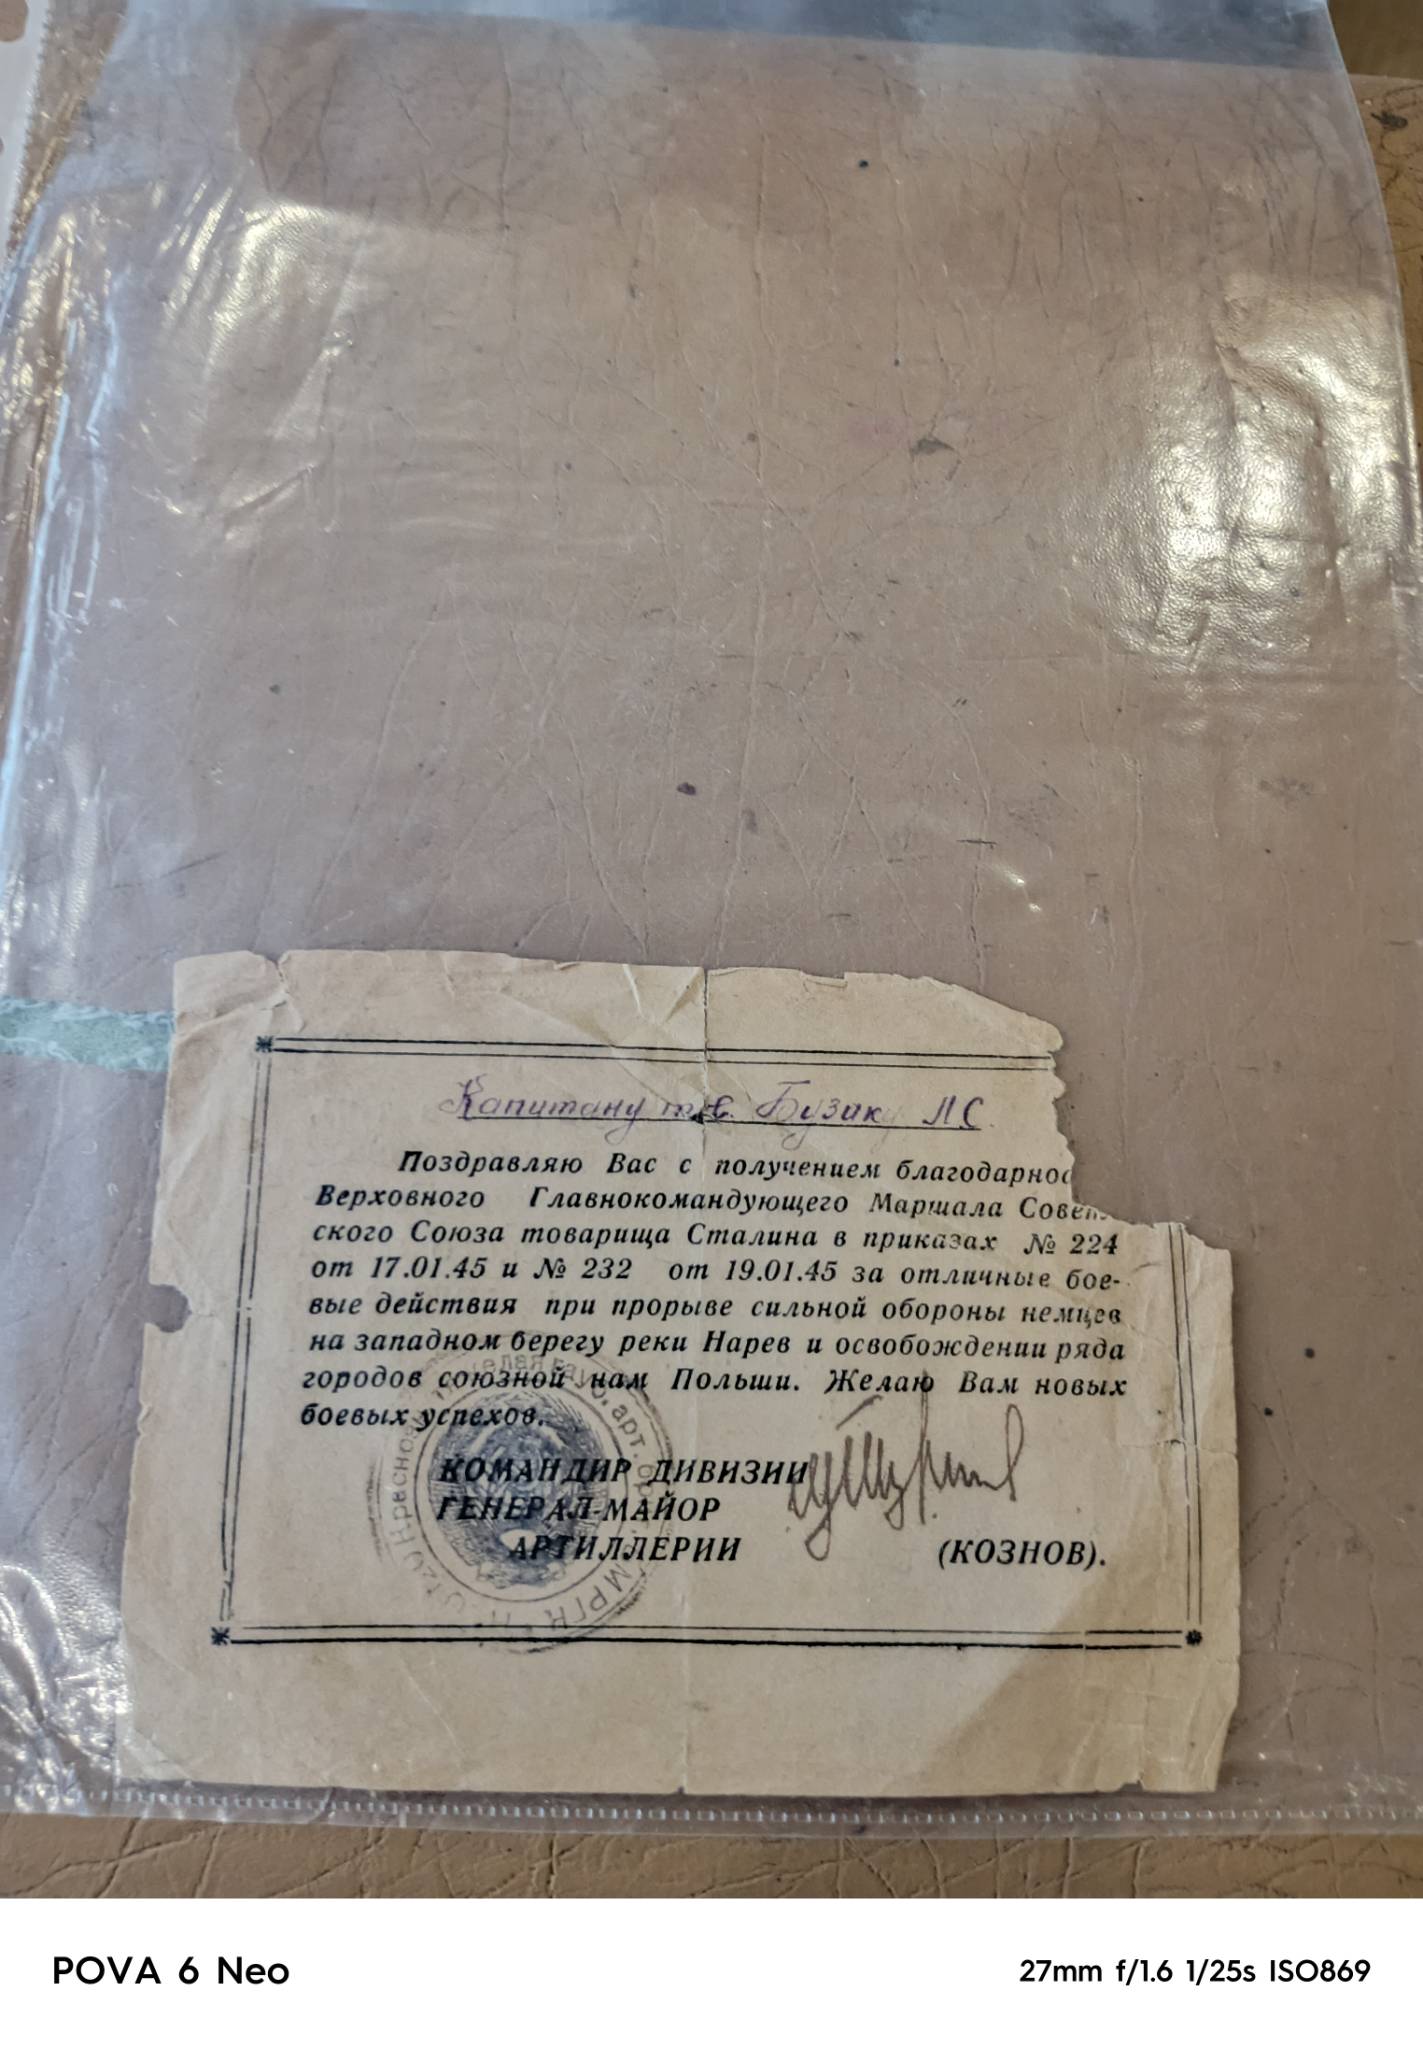 Капитану тов. Бузаку Л С.
Поздравляю Вас с получением благодарнос
Верховного Главнокомандующего Маршала Совет
ского Союза товарища Сталина в приказах № 224
от 17.01.45 и № 232 от 19.01.45 за отличные бое-
вые действия при прорыве сильной обороны немцев
на западном берегу реки Нарев и освобождении ряда
городов союзной нам Польши. Желаю Вам новых
боевых успехов.
КОМАНДИР ДИВИЗИИ
ГЕНЕРАЛ-МАЙОР
АРТИЛЛЕРИИ (КОЗНОВ).
POVA 6 Neo 27mm f/1.6 1/25s ISO869